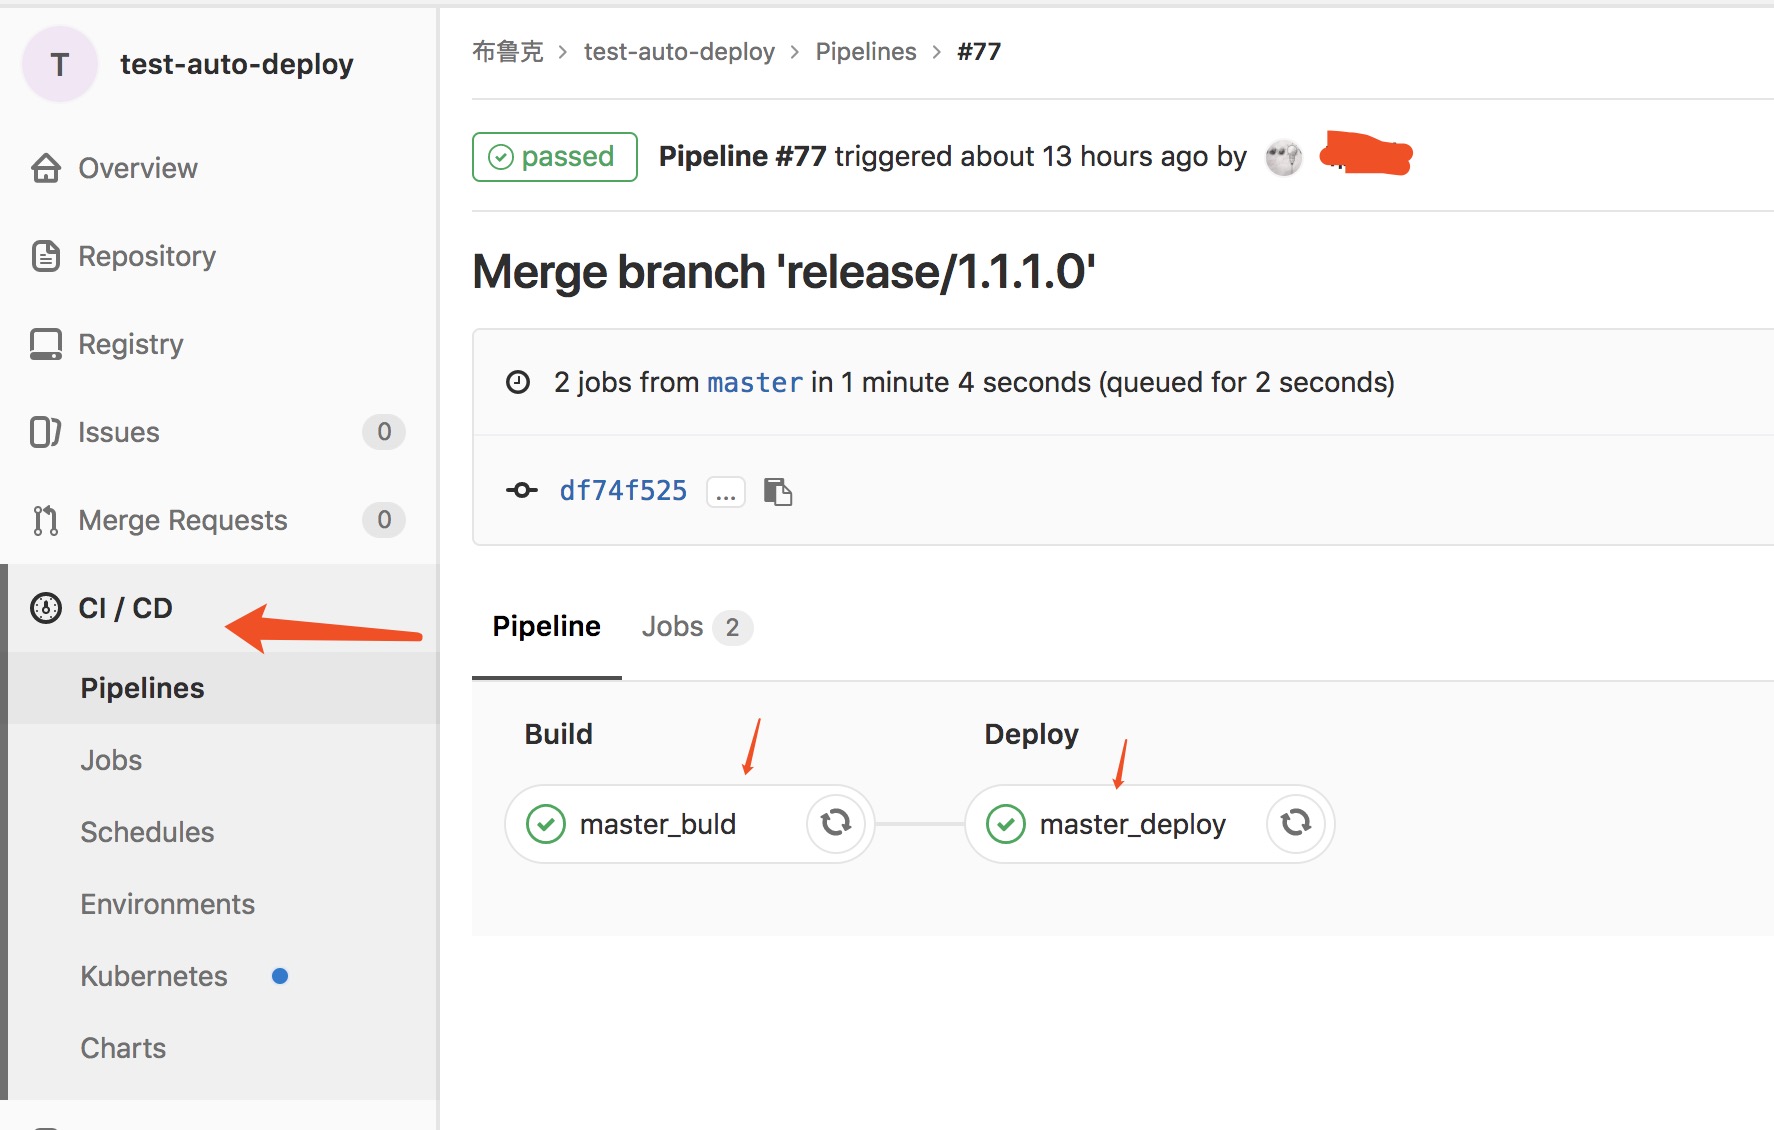 T
test-auto-deploy
Overview
Repository
Registry
Issues 0
Merge Requests 0
CI / CD
Pipelines
Jobs
Schedules
Environments
Kubernetes
Charts
布鲁克 > test-auto-deploy > Pipelines > #77
passed Pipeline #77 triggered about 13 hours ago by
Merge branch 'release/1.1.1.0'
2 jobs from master in 1 minute 4 seconds (queued for 2 seconds)
df74f525 ...
Pipeline Jobs 2
Build Deploy
master_buld master_deploy